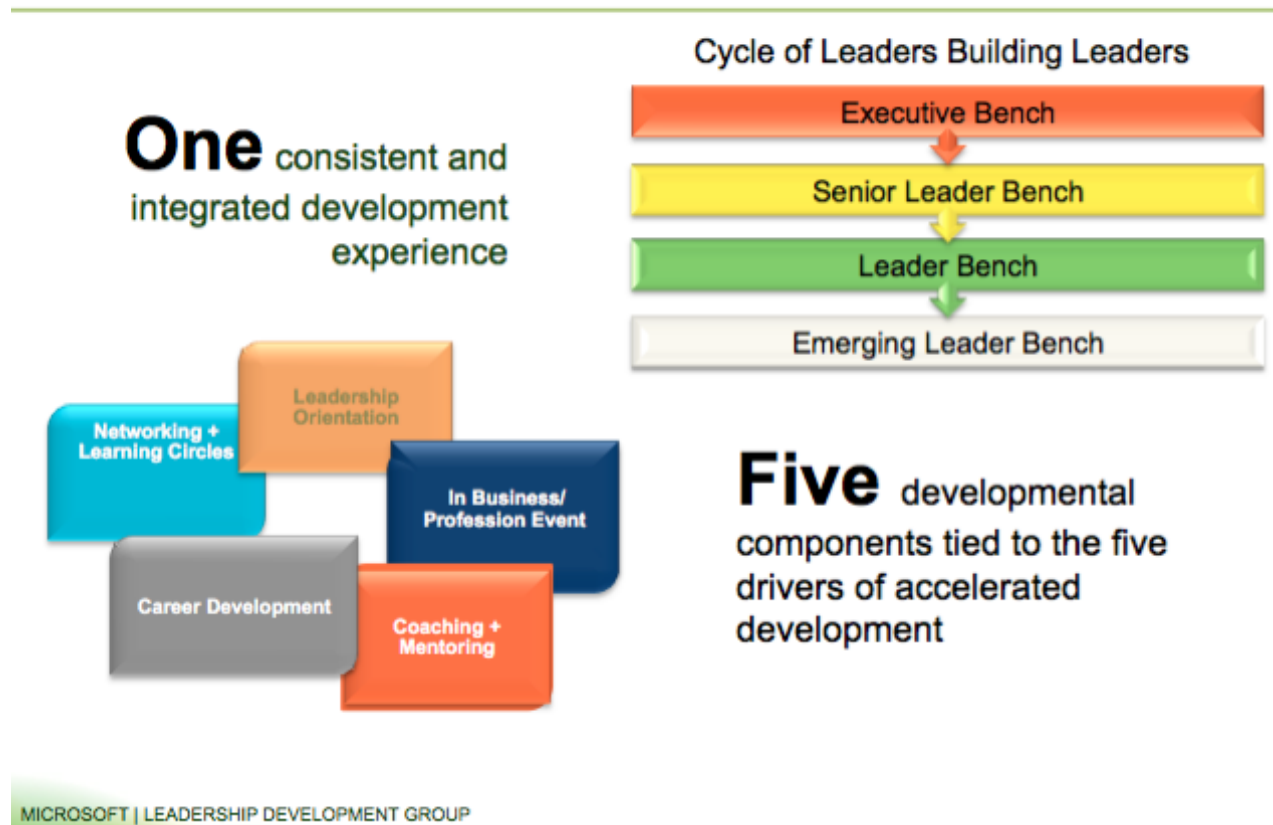 One consistent and
integrated development
experience
Cycle of Leaders Building Leaders
Executive Bench
Senior Leader Bench
Leader Bench
Emerging Leader Bench
Leadership
Orientation
Networking +
Learning Circles
In Business/
Profession Event
Career Development
Coaching +
Mentoring
Five developmental
components tied to the five
drivers of accelerated
development
MICROSOFT | LEADERSHIP DEVELOPMENT GROUP